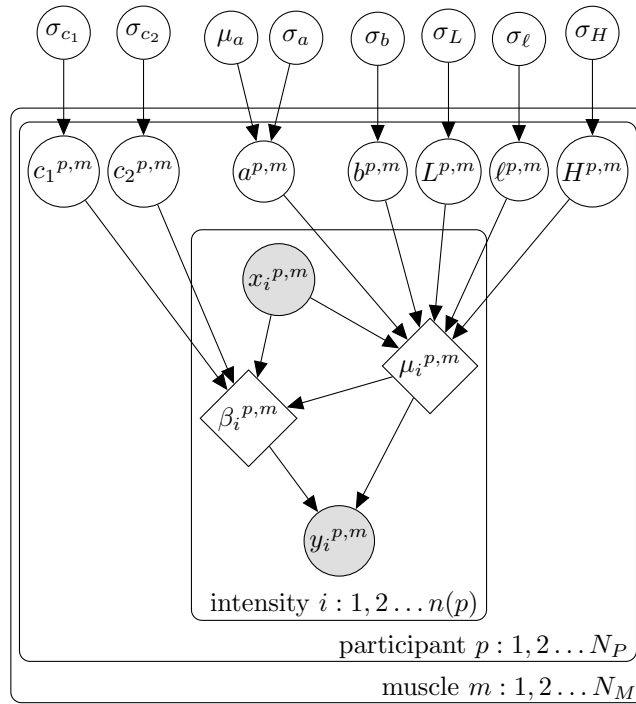 σ_{c_1} σ_{c_2} μ_a σ_a σ_b σ_L σ_ℓ σ_H
c_1^{p,m} c_2^{p,m} a^{p,m} b^{p,m} L^{p,m} ℓ^{p,m} H^{p,m}
x_i^{p,m}
μ_i^{p,m}
β_i^{p,m}
y_i^{p,m}
intensity i : 1, 2 … n(p)
participant p : 1, 2 … N_P
muscle m : 1, 2 … N_M